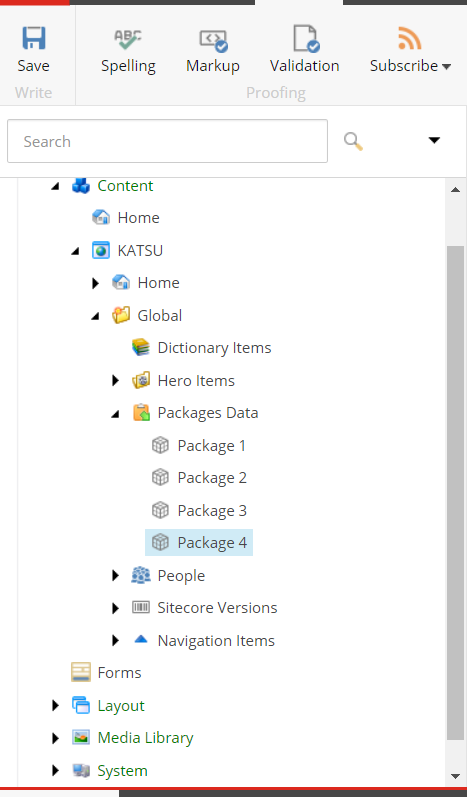 Save
Spelling
Markup
Validation
Subscribe
Write
Proofing
Search
Content
Home
KATSU
Home
Global
Dictionary Items
Hero Items
Packages Data
Package 1
Package 2
Package 3
Package 4
People
Sitecore Versions
Navigation Items
Forms
Layout
Media Library
System